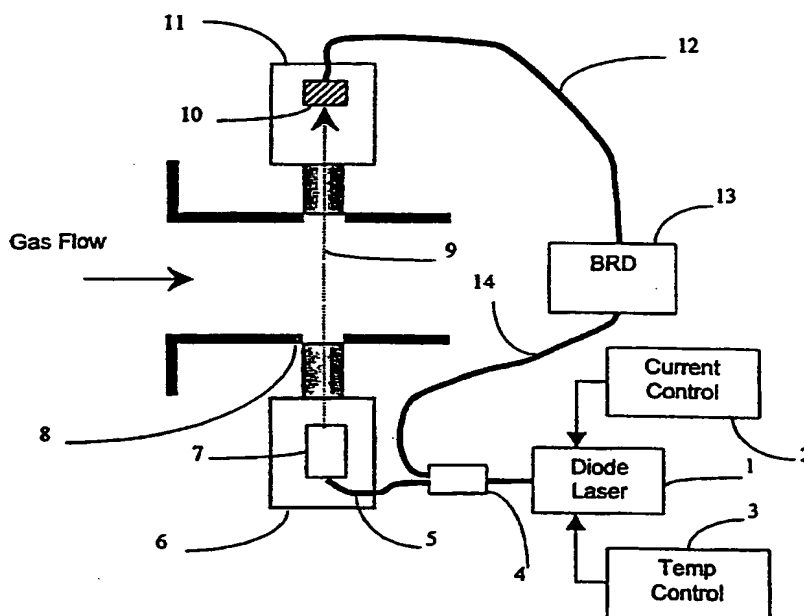 11
12
10
13
BRD
Gas Flow
9
14
Current
Control
2
8
7
Diode
Laser
1
3
6
5
4
Temp
Control